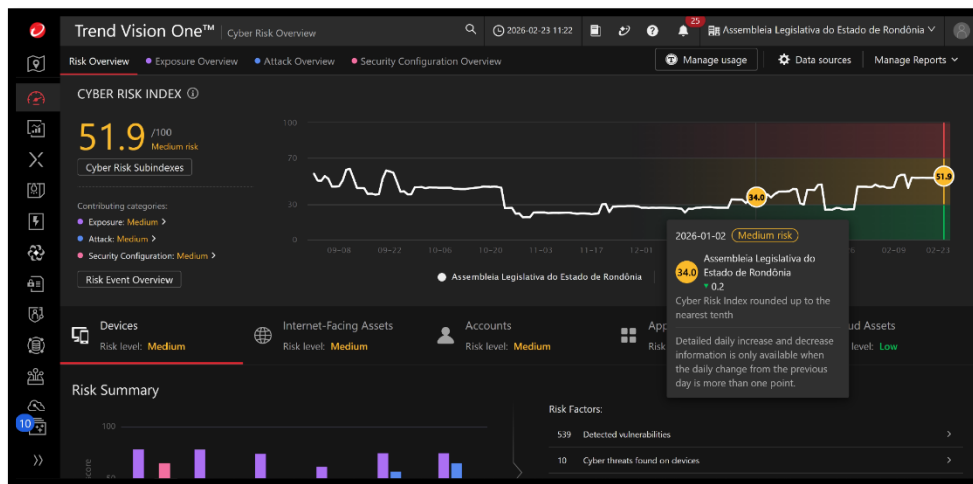 Trend Vision One™ | Cyber Risk Overview
2026-02-23 11:22
25
Assembleia Legislativa do Estado de Rondônia
Risk Overview
Exposure Overview
Attack Overview
Security Configuration Overview
Manage usage
Data sources
Manage Reports
CYBER RISK INDEX
51.9 /100
Medium risk
Cyber Risk Subindexes
Contributing categories:
Exposure: Medium >
Attack: Medium >
Security Configuration: Medium >
Risk Event Overview
100
70
30
0
34.0
51.9
09-08 09-22 10-06 10-20 11-03 11-17 12-01 02-09 02-23
Assembleia Legislativa do Estado de Rondônia
2026-01-02 Medium risk
34.0
Assembleia Legislativa do
Estado de Rondônia
▼ 0.2
Cyber Risk Index rounded up to the
nearest tenth
Detailed daily increase and decrease
information is only available when
the daily change from the previous
day is more than one point.
Devices
Risk level: Medium
Internet-Facing Assets
Risk level: Medium
Accounts
Risk level: Medium
App
Risk
ud Assets
level: Low
10
Risk Summary
100
50
Risk Factors:
539 Detected vulnerabilities
10 Cyber threats found on devices